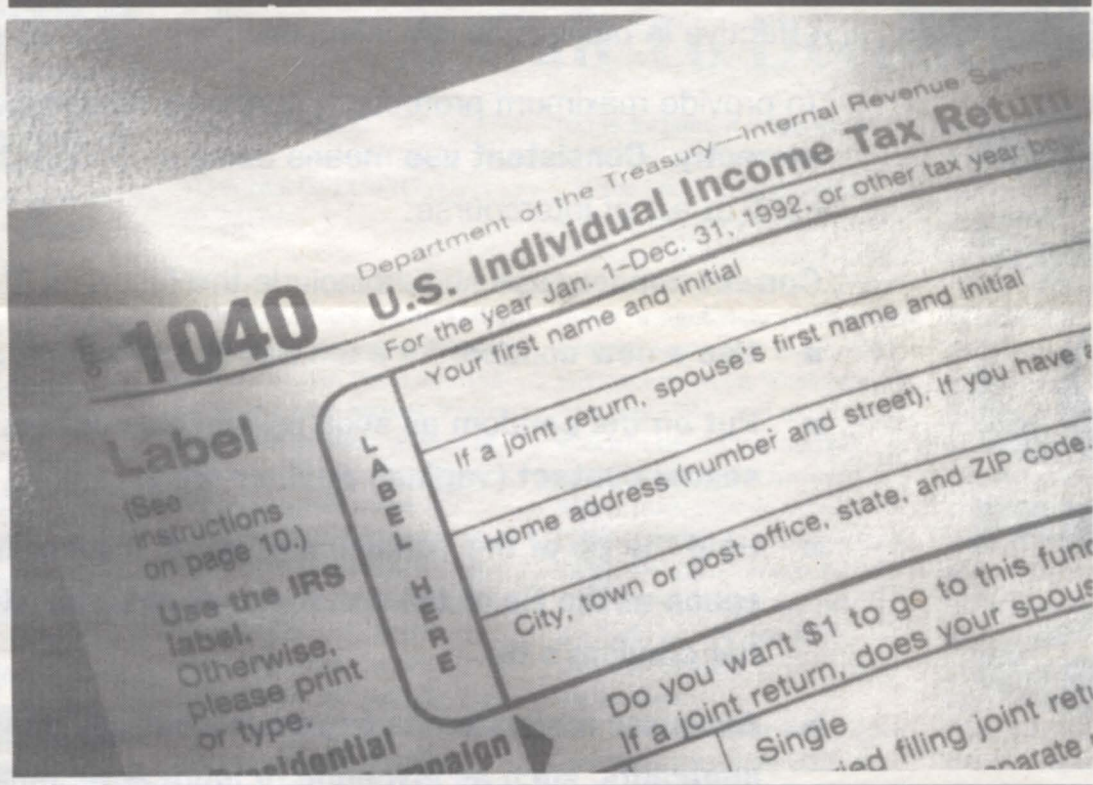 Department of the Treasury—Internal Revenue Service
U.S. Individual Income Tax Return
1040
For the year Jan. 1–Dec. 31, 1992, or other tax year
Label
(See
instructions
on page 10.)
Use the IRS
label.
Otherwise,
please print
or type.
LABEL HERE
Your first name and initial
If a joint return, spouse's first name and initial
Home address (number and street). If you have a
City, town or post office, state, and ZIP code.
Do you want $1 to go to this fund
If a joint return, does your spous
Single
filing joint retu